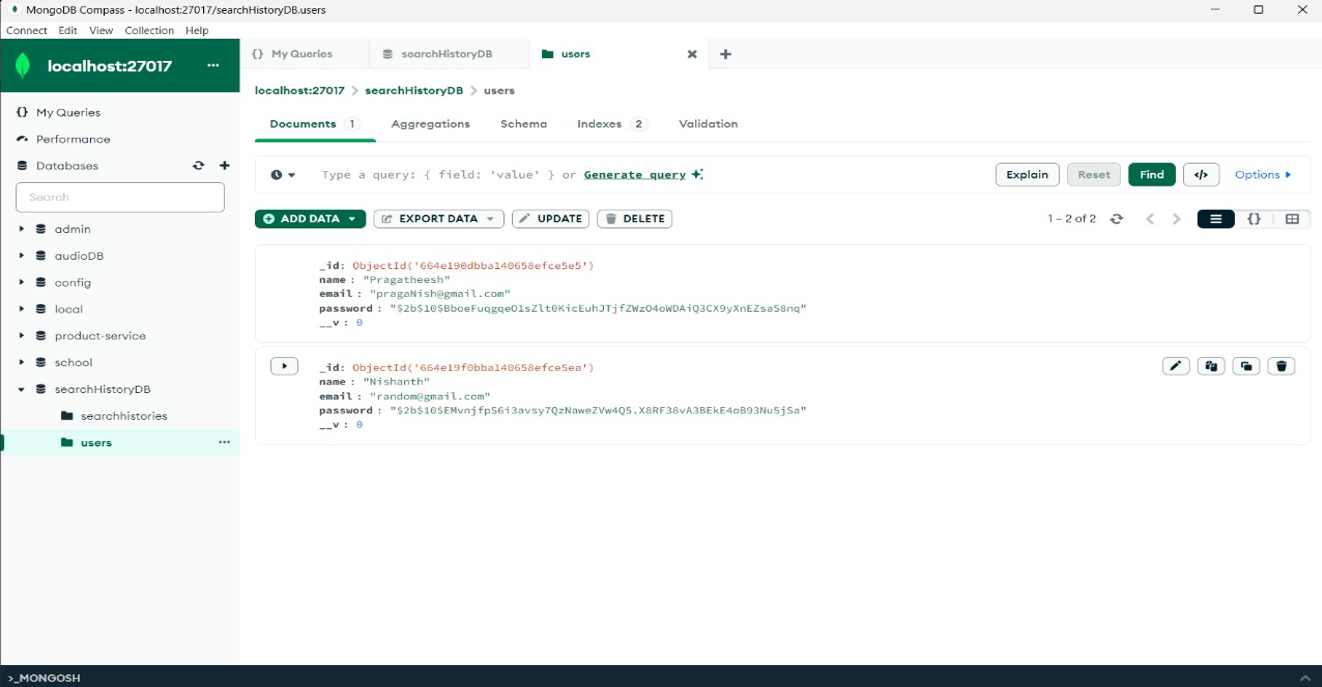 MongoDB Compass - localhost:27017/searchHistoryDB.users
Connect Edit View Collection Help
localhost:27017 ...
{} My Queries
Performance
Databases
Search
admin
audioDB
config
local
product-service
school
searchHistoryDB
searchhistories
users ...
{} My Queries searchHistoryDB users
localhost:27017 > searchHistoryDB > users
Documents 1 Aggregations Schema Indexes 2 Validation
Type a query: { field: 'value' } or Generate query
Explain Reset Find </> Options
ADD DATA EXPORT DATA UPDATE DELETE 1 – 2 of 2 {}
_id: ObjectId('664e190dbba140658efce5e5')
name : "Pragatheesh"
email : "pragaNish@gmail.com"
password : "$2b$10$BboeFuqgqeO1sZlt0KicEuhJTjfZWzO4oWDAiQ3CX9yXnEZsaS8nq"
__v : 0
_id: ObjectId('664e19f0bba140658efce5ea')
name : "Nishanth"
email : "random@gmail.com"
password : "$2b$10$EMvnjfpS6i3avsy7QzNaweZVw4Q5.X8RF38vA3BEkE4oB93Nu5jSa"
__v : 0
>_MONGOSH